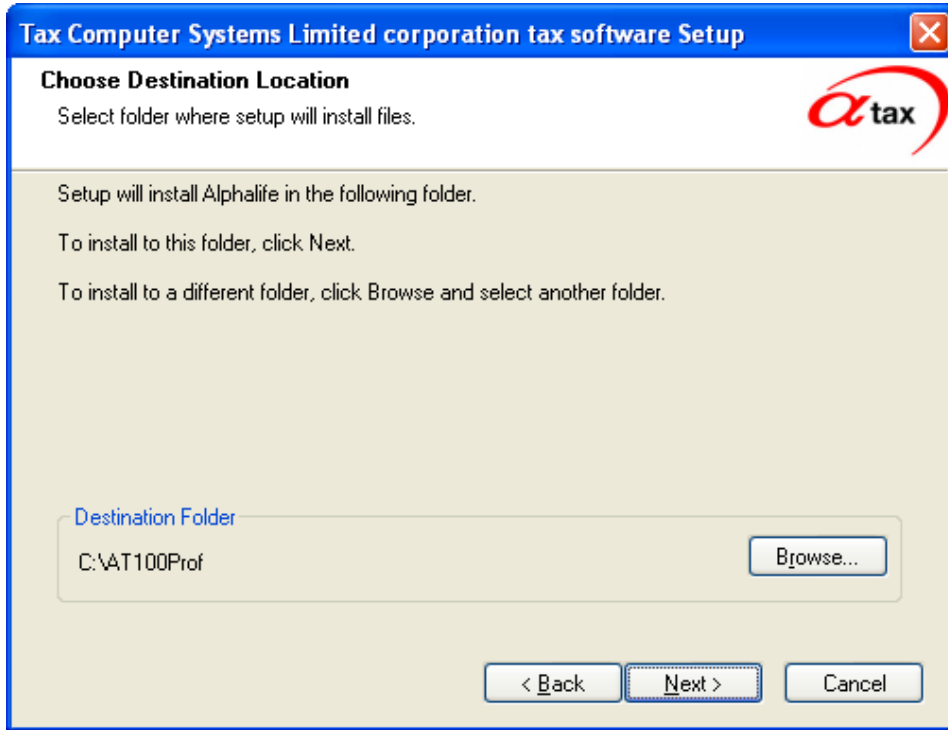 Tax Computer Systems Limited corporation tax software Setup
Choose Destination Location
Select folder where setup will install files.
αtax
Setup will install Alphalife in the following folder.
To install to this folder, click Next.
To install to a different folder, click Browse and select another folder.
Destination Folder
C:\AT100Prof
Browse...
< Back
Next >
Cancel